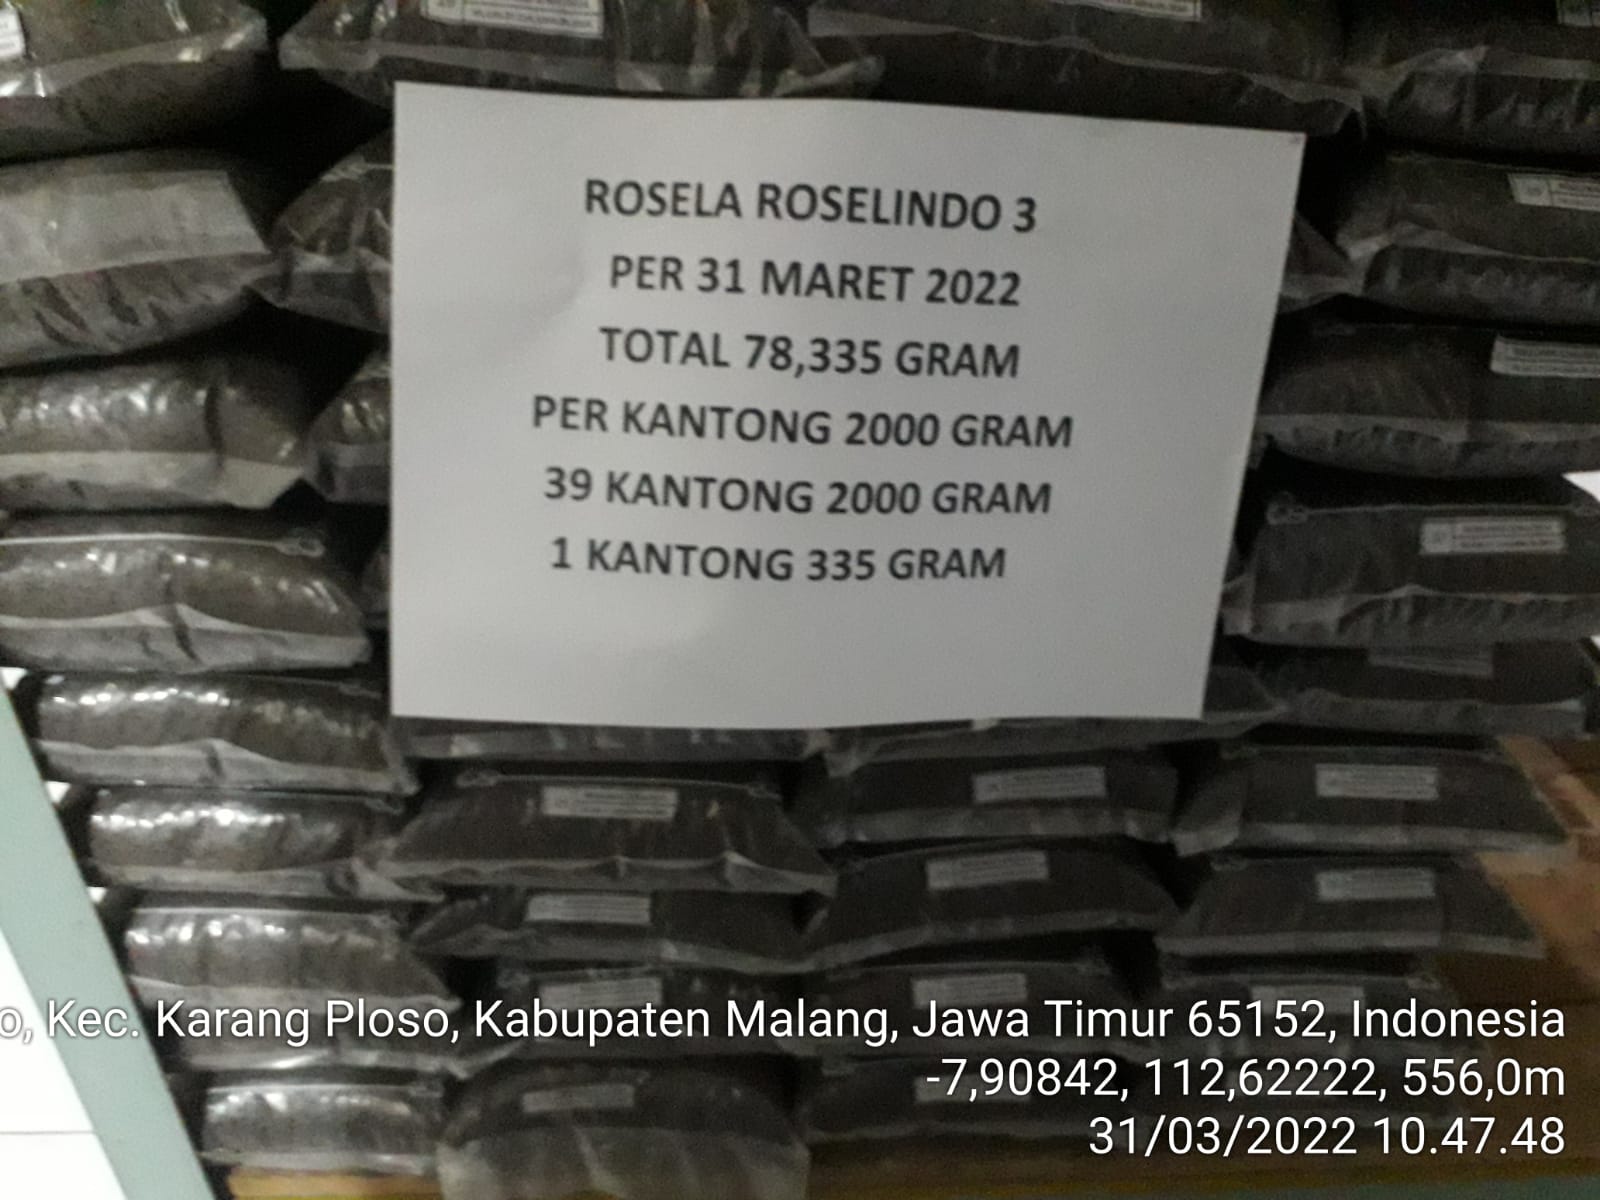 ROSELA ROSELINDO 3
PER 31 MARET 2022
TOTAL 78,335 GRAM
PER KANTONG 2000 GRAM
39 KANTONG 2000 GRAM
1 KANTONG 335 GRAM
o, Kec. Karang Ploso, Kabupaten Malang, Jawa Timur 65152, Indonesia
-7,90842, 112,62222, 556,0m
31/03/2022 10.47.48